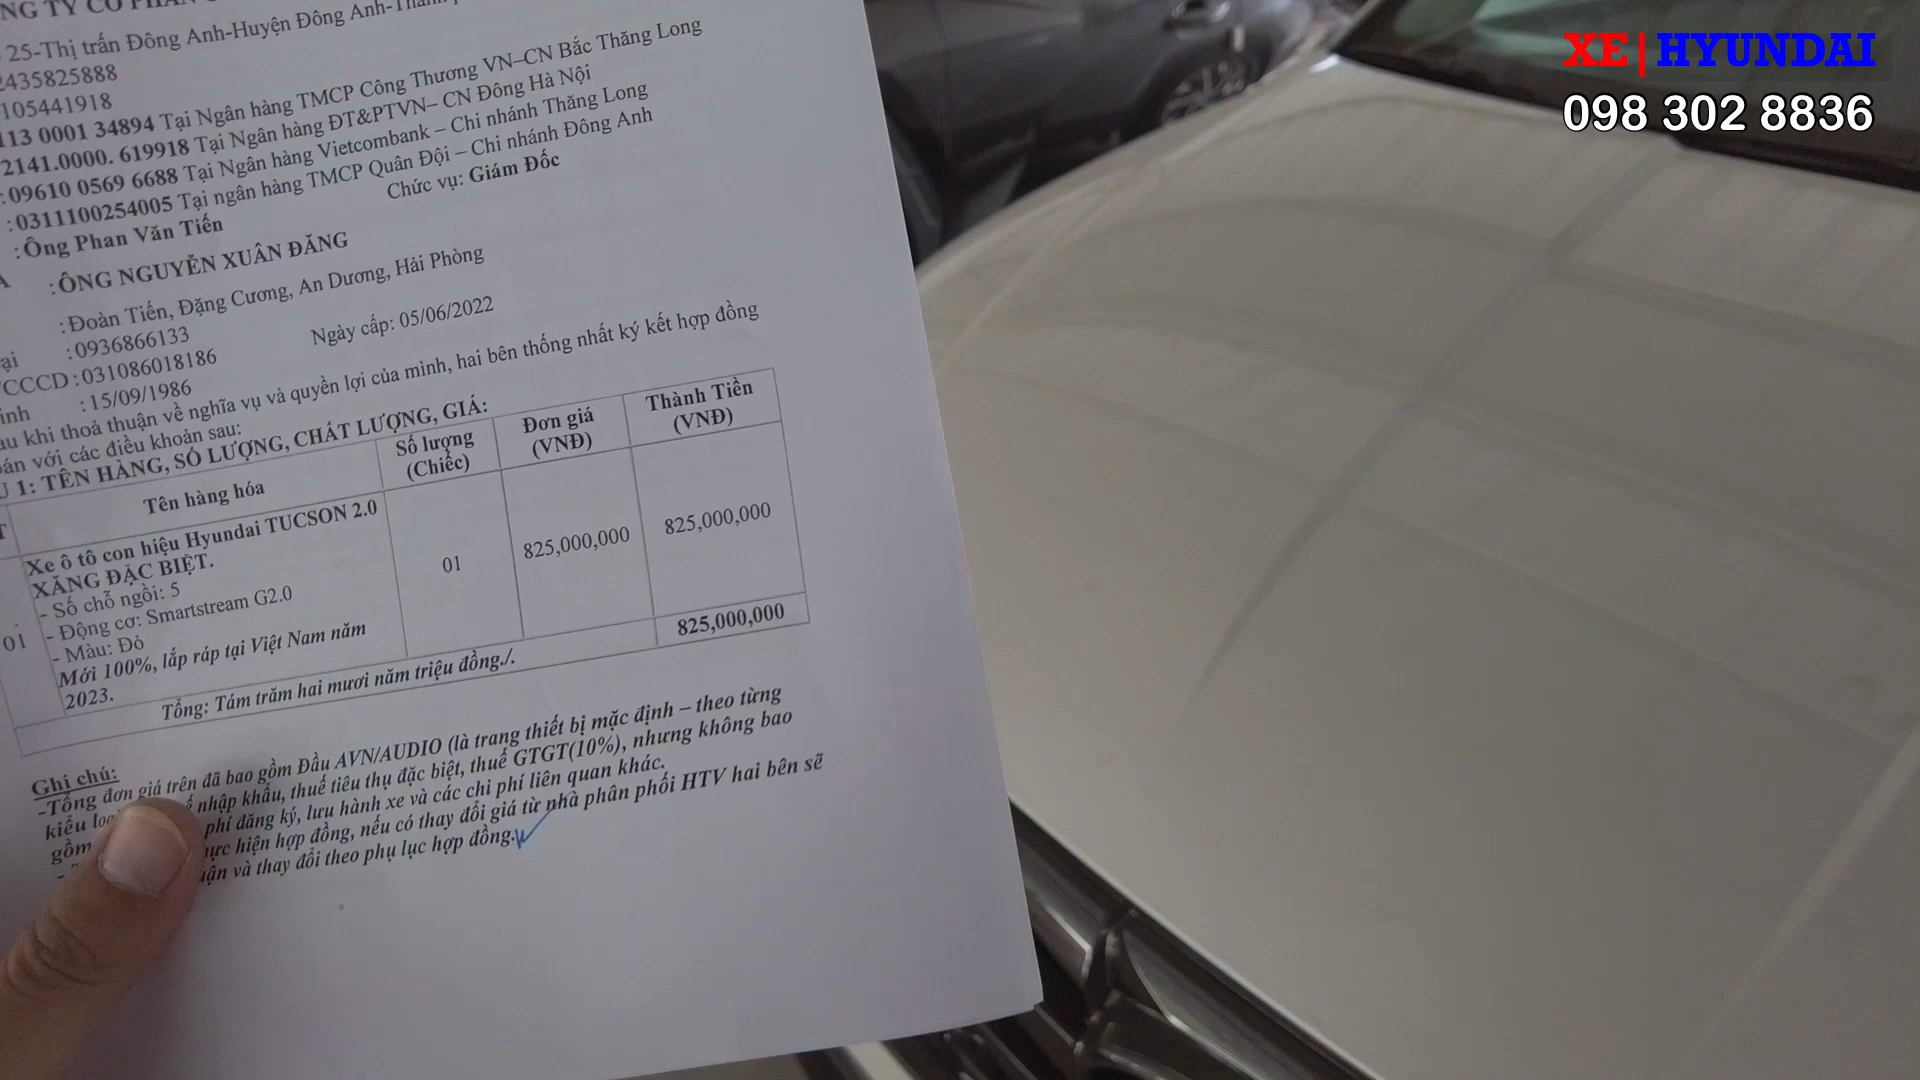 XE|HYUNDAI
098 302 8836
25-Thị trấn Đông Anh-Huyện Đông Anh-
2435825888
105441918
113 0001 34894 Tại Ngân hàng TMCP Công Thương VN–CN Bắc Thăng Long
2141.0000. 619918 Tại Ngân hàng ĐT&PTVN– CN Đông Hà Nội
:09610 0569 6688 Tại Ngân hàng Vietcombank – Chi nhánh Thăng Long
:0311100254005 Tại ngân hàng TMCP Quân Đội – Chi nhánh Đông Anh
:Ông Phan Văn Tiến Chức vụ: Giám Đốc
:ÔNG NGUYỄN XUÂN ĐĂNG
:Đoàn Tiến, Đặng Cương, An Dương, Hải Phòng
:0936866133
CCCD :031086018186 Ngày cấp: 05/06/2022
:15/09/1986
khi thoả thuận về nghĩa vụ và quyền lợi của mình, hai bên thống nhất ký kết hợp đồng
với các điều khoản sau:
1: TÊN HÀNG, SỐ LƯỢNG, CHẤT LƯỢNG, GIÁ:
Tên hàng hóa
Số lượng
(Chiếc)
Đơn giá
(VNĐ)
Thành Tiền
(VNĐ)
01
Xe ô tô con hiệu Hyundai TUCSON 2.0
XĂNG ĐẶC BIỆT.
- Số chỗ ngồi: 5
- Động cơ: Smartstream G2.0
- Màu: Đỏ
Mới 100%, lắp ráp tại Việt Nam năm
2023.
01
825,000,000
825,000,000
Tổng: Tám trăm hai mươi năm triệu đồng./.
825,000,000
Ghi chú:
-Tổng đơn giá trên đã bao gồm Đầu AVN/AUDIO (là trang thiết bị mặc định – theo từng
kiểu nhập khẩu, thuế tiêu thụ đặc biệt, thuế GTGT(10%), nhưng không bao
gồm phí đăng ký, lưu hành xe và các chi phí liên quan khác.
hiện hợp đồng, nếu có thay đổi giá từ nhà phân phối HTV hai bên sẽ
và thay đổi theo phụ lục hợp đồng.